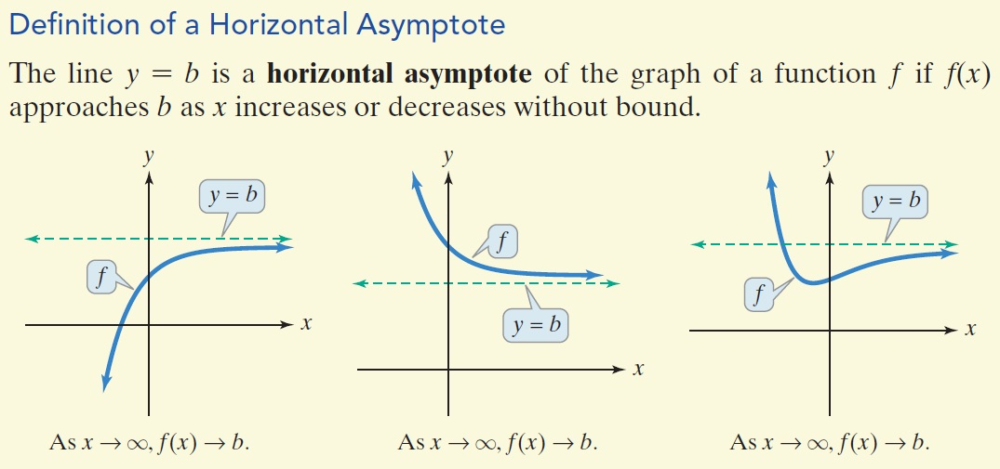 Definition of a Horizontal Asymptote
The line y = b is a horizontal asymptote of the graph of a function f if f(x)
approaches b as x increases or decreases without bound.
y
y = b
f
x
As x → ∞, f(x) → b.
y
f
y = b
x
As x → ∞, f(x) → b.
y
y = b
f
x
As x → ∞, f(x) → b.